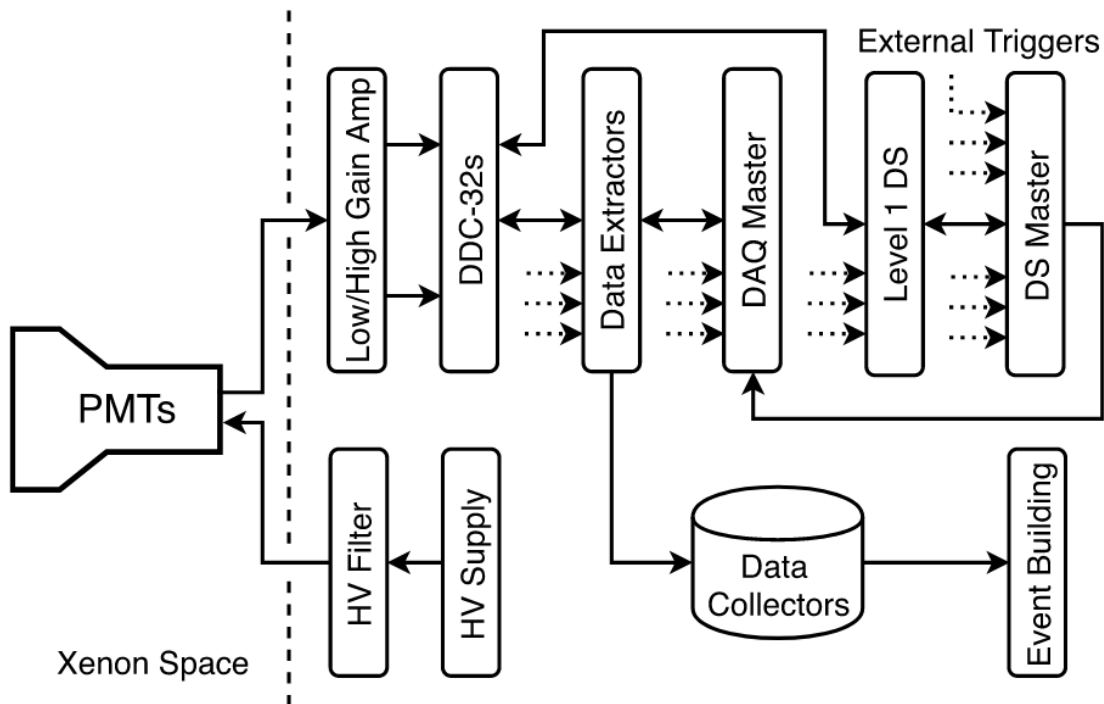 External Triggers
Low/High Gain Amp
DDC-32s
Data Extractors
DAQ Master
Level 1 DS
DS Master
PMTs
HV Filter
HV Supply
Data
Collectors
Event Building
Xenon Space